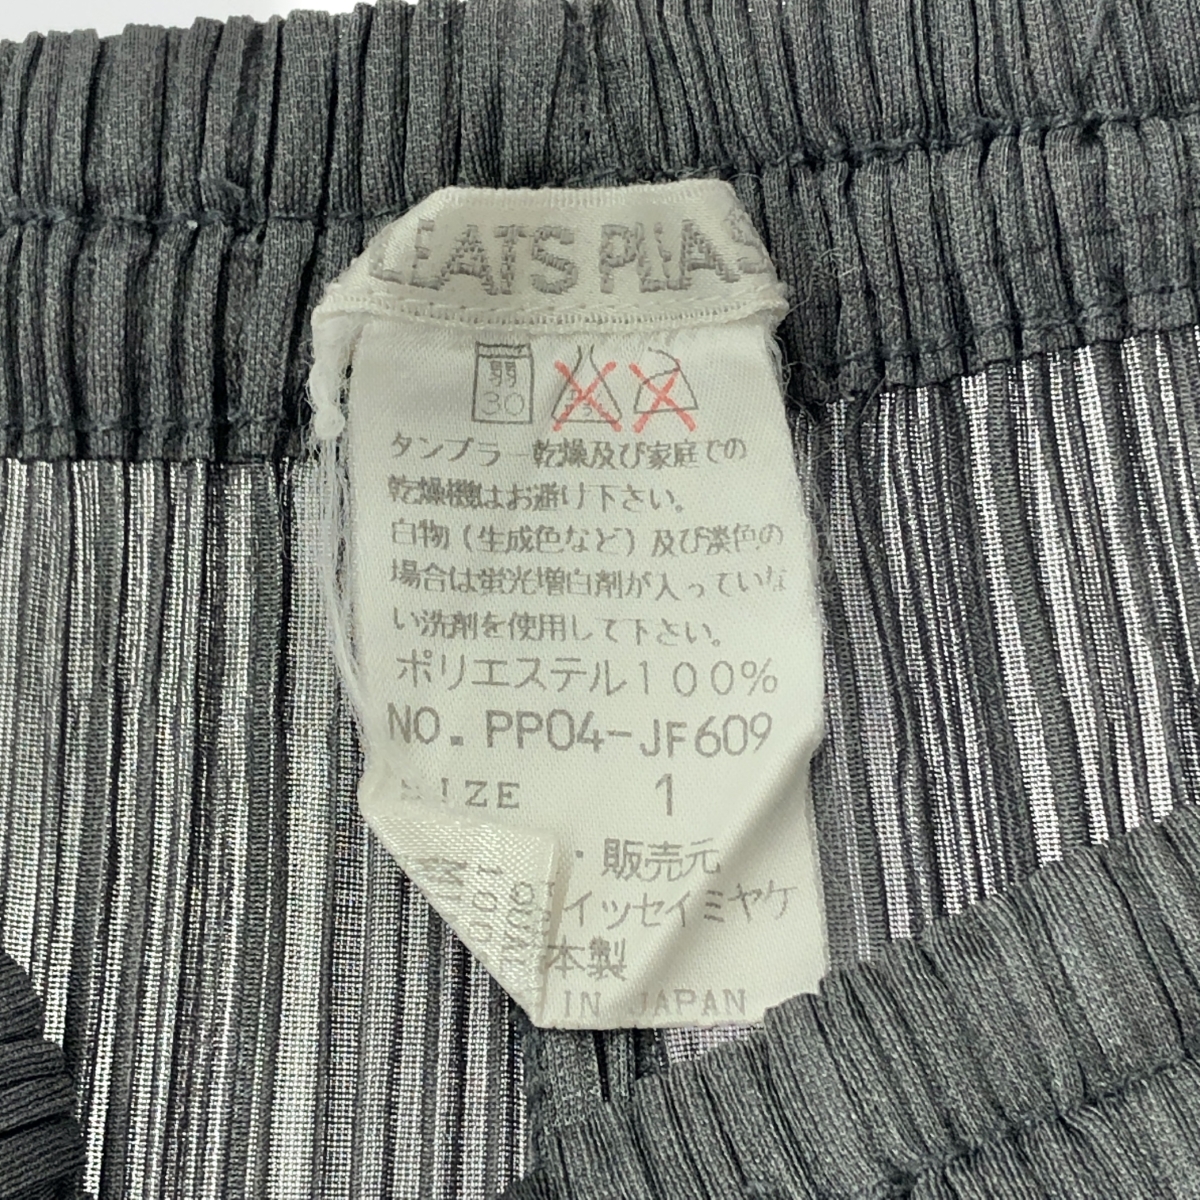 LEATS PLEAS
弱
30
タンブラー乾燥及び家庭での
乾燥機はお避け下さい。
白物(生成色など)及び淡色の
場合は蛍光増白剤が入っていな
い洗剤を使用して下さい。
ポリエステル100%
NO. PP04-JF609
SIZE 1
・販売元
イッセイミヤケ
本製
IN JAPAN